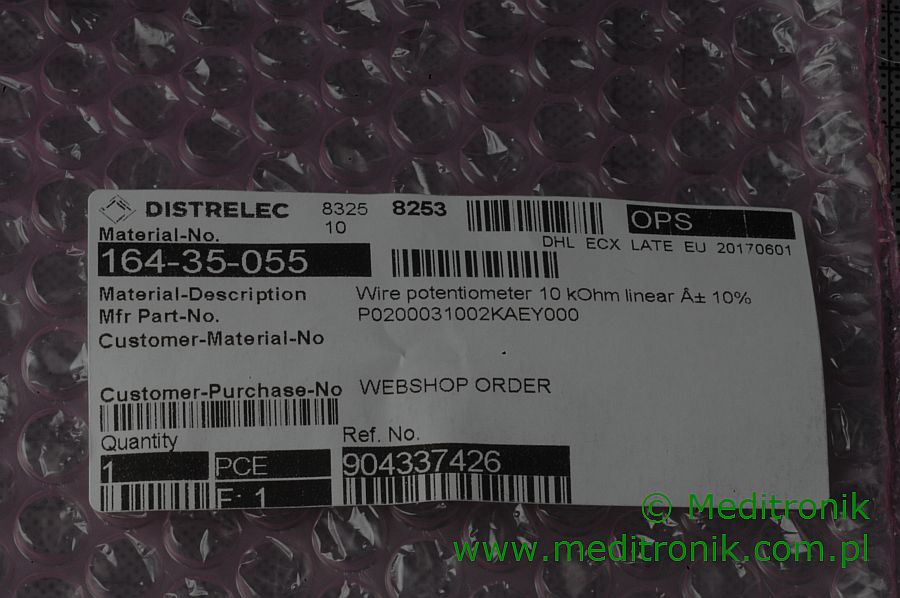 DISTRELEC 8325 8253 OPS
10
DHL ECX LATE EU 20170601
Material-No.
164-35-055
Material-Description Wire potentiometer 10 kOhm linear Â± 10%
Mfr Part-No. P0200031002KAEY000
Customer-Material-No
Customer-Purchase-No WEBSHOP ORDER
Quantity Ref. No.
1 PCE 904337426
E: 1
© Meditronik
www.meditronik.com.pl